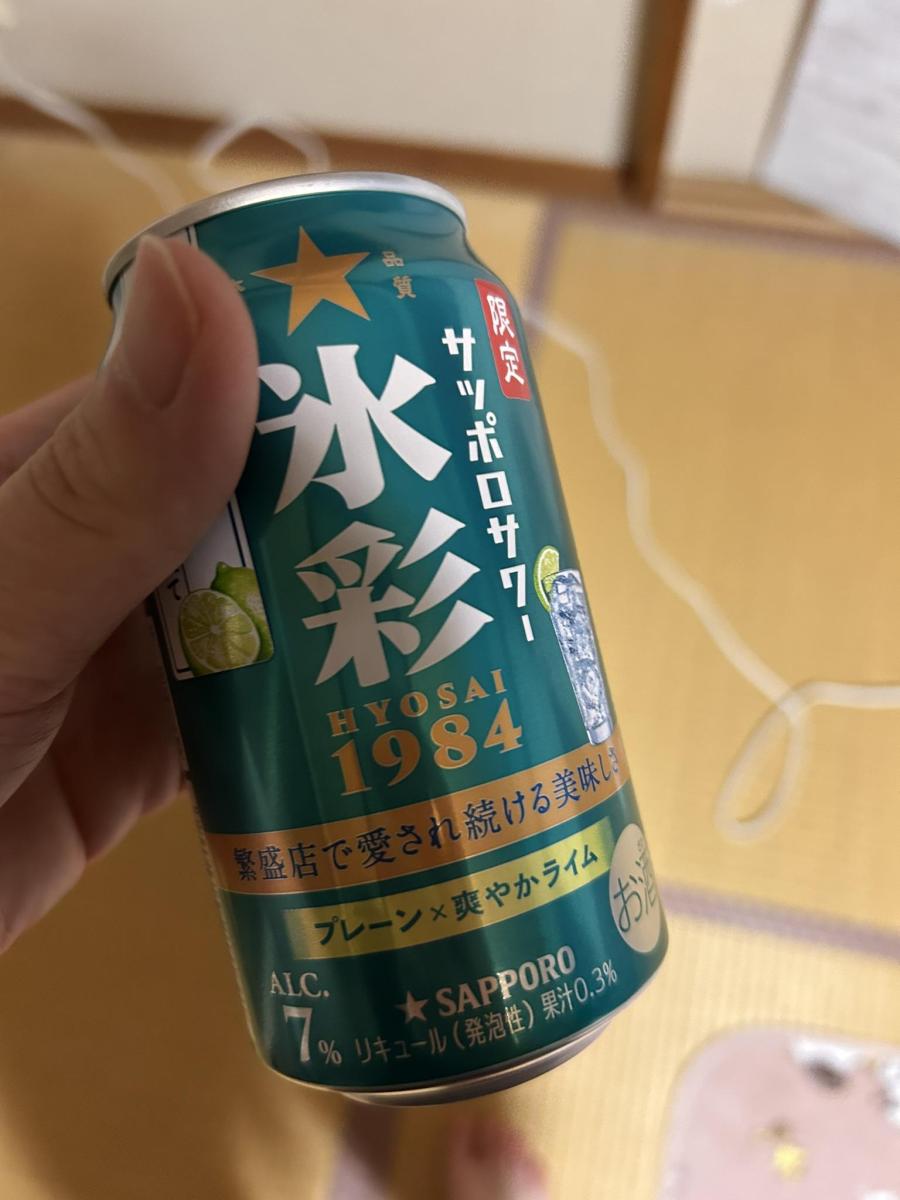 品質
限定
サッポロサワー
氷彩
HYOSAI
1984
繁盛店で愛され続ける美味しさ
プレーン×爽やかライム
お酒
ALC.
7%
★SAPPORO
リキュール(発泡性) 果汁0.3%